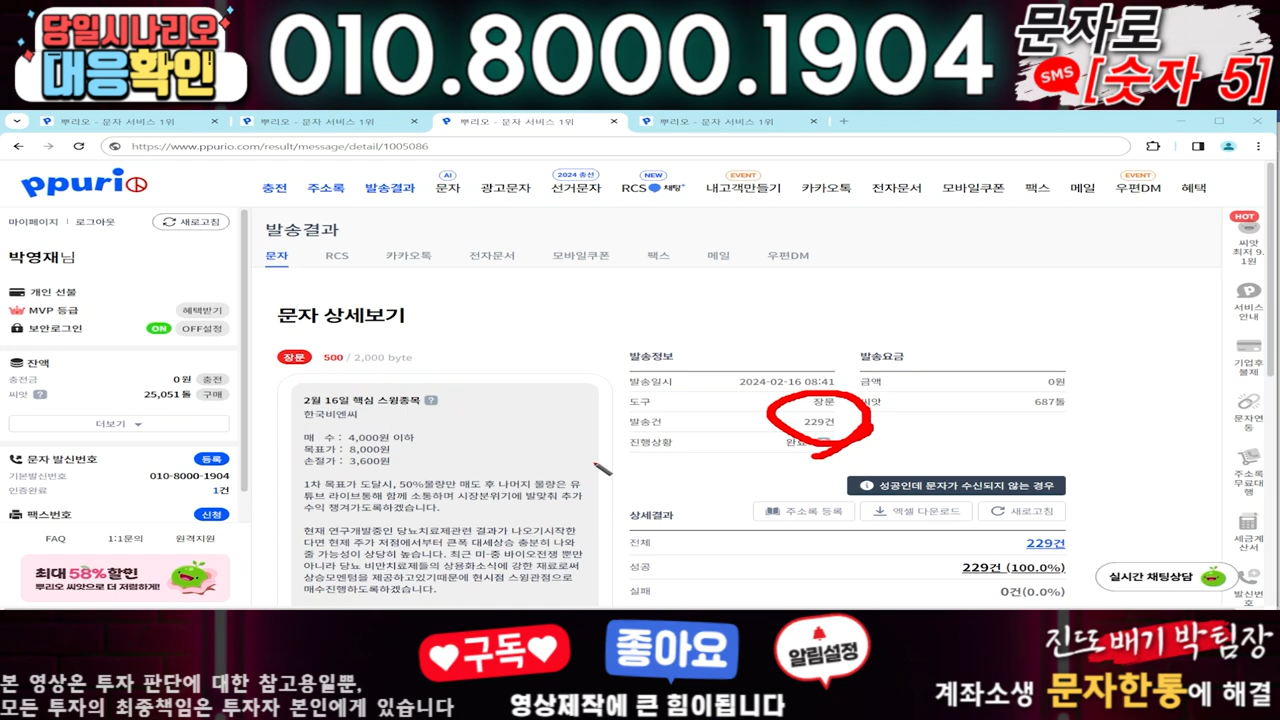 당일시나리오
대응확인
010.8000.1904
문자로
SMS
[숫자 5]
뿌리오 - 문자 서비스 1위
뿌리오 - 문자 서비스 1위
뿌리오 - 문자 서비스 1위
뿌리오 - 문자 서비스 1위
https://www.ppurio.com/result/message/detail/1005086
ppurio
충전
주소록
발송결과
AI
문자
광고문자
2024 총선
선거문자
NEW
RCS 채팅+
EVENT
내고객만들기
카카오톡
전자문서
모바일쿠폰
팩스
메일
EVENT
우편DM
혜택
마이페이지 | 로그아웃
새로고침
박영재님
개인 선불
MVP 등급 혜택받기
보안로그인 ON OFF설정
잔액
충전금 0원 충전
씨앗 ? 25,051톨 구매
더보기
문자 발신번호 등록
기본발신번호 010-8000-1904
인증완료 1건
팩스번호 신청
FAQ 1:1문의 원격지원
최대 58%할인
뿌리오 씨앗으로 더 저렴하게!
발송결과
문자 RCS 카카오톡 전자문서 모바일쿠폰 팩스 메일 우편DM
문자 상세보기
장문 500 / 2,000 byte
2월 16일 핵심 스윙종목 ?
한국비엔씨
매 수 : 4,000원 이하
목표가 : 8,000원
손절가 : 3,600원
1차 목표가 도달시, 50%물량만 매도 후 나머지 물량은 유
튜브 라이브통해 함께 소통하며 시장분위기에 발맞춰 추가
수익 챙겨가도록하겠습니다.
현재 연구개발중인 당뇨치료제관련 결과가 나오기시작한
다면 현재 주가 저점에서부터 큰폭 대세상승 충분히 나와
줄 가능성이 상당히 높습니다. 최근 미-중 바이오전쟁 뿐만
아니라 당뇨 비만치료제들의 상용화소식에 강한 재료로써
상승모멘텀을 제공하고있기때문에 현시점 스윙관점으로
매수진행하도록하겠습니다.
발송정보
발송일시 2024-02-16 08:41
도구 장문
발송건 229건
진행상황 완료
발송요금
금액 0원
씨앗 687톨
성공인데 문자가 수신되지 않는 경우
상세결과
주소록 등록
엑셀 다운로드
새로고침
전체 229건
성공 229건 (100.0%)
실패 0건(0.0%)
HOT
씨앗
최저 9.
1원
서비스
안내
기업후
불제
문자연
동
주소록
무료대
행
세금계
산서
발신번
호
실시간 채팅상담
구독
좋아요
알림설정
영상제작에 큰 힘이됩니다
본 영상은 투자 판단에 대한 참고용일뿐,
모든 투자의 최종책임은 투자자 본인에게 있습니다
진또배기 박팀장
계좌소생 문자한통에 해결